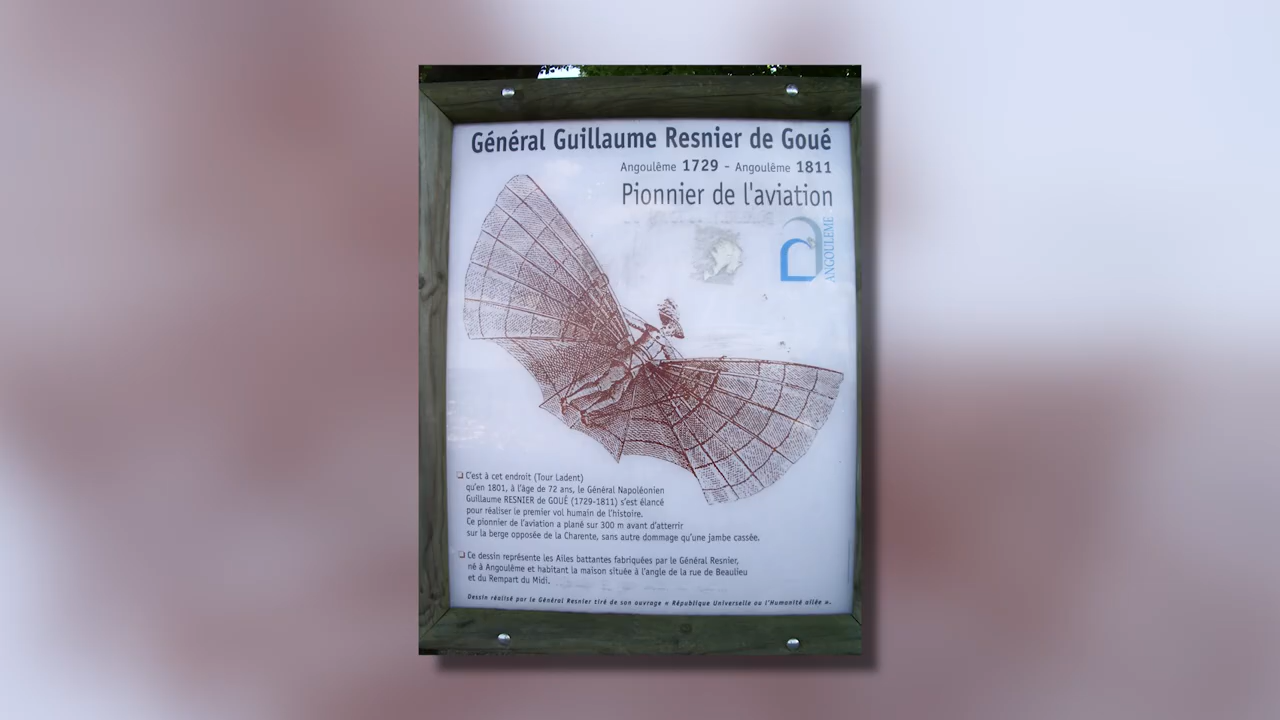 Général Guillaume Resnier de Goué
Angoulême 1729 - Angoulême 1811
Pionnier de l'aviation
ANGOULEME
C'est à cet endroit (Tour Ladent)
qu'en 1801, à l'âge de 72 ans, le Général Napoléonien
Guillaume RESNIER de GOUÉ (1729-1811) s'est élancé
pour réaliser le premier vol humain de l'histoire.
Ce pionnier de l'aviation a plané sur 300 m avant d'atterrir
sur la berge opposée de la Charente, sans autre dommage qu'une jambe cassée.
Ce dessin représente les Ailes battantes fabriquées par le Général Resnier,
né à Angoulême et habitant la maison située à l'angle de la rue de Beaulieu
et du Rempart du Midi.
Dessin réalisé par le Général Resnier tiré de son ouvrage « République Universelle ou l'Humanité ailée ».